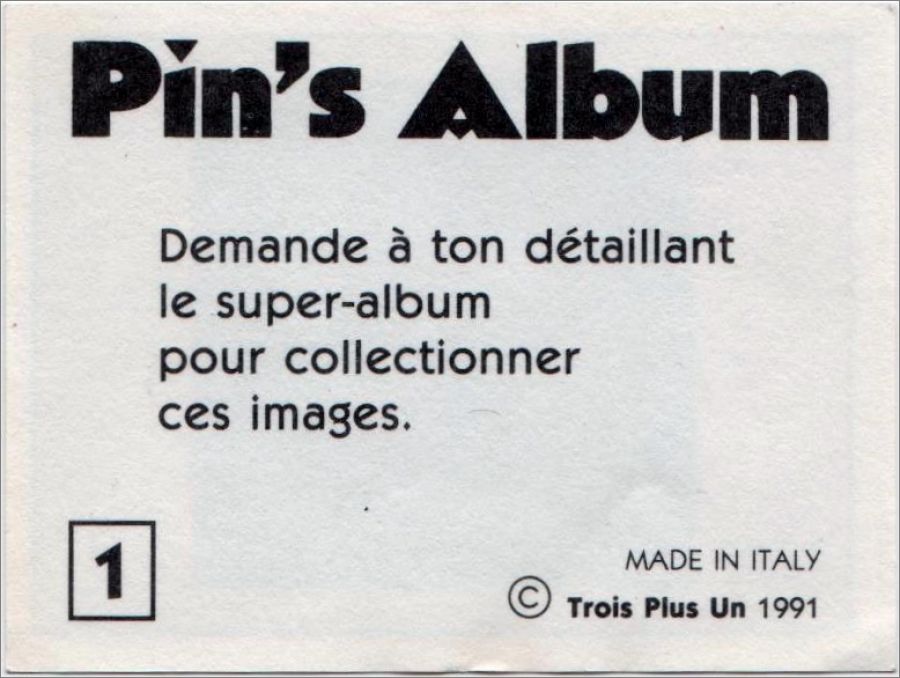 Pin's Album
Demande à ton détaillant
le super-album
pour collectionner
ces images.
1
MADE IN ITALY
© Trois Plus Un 1991